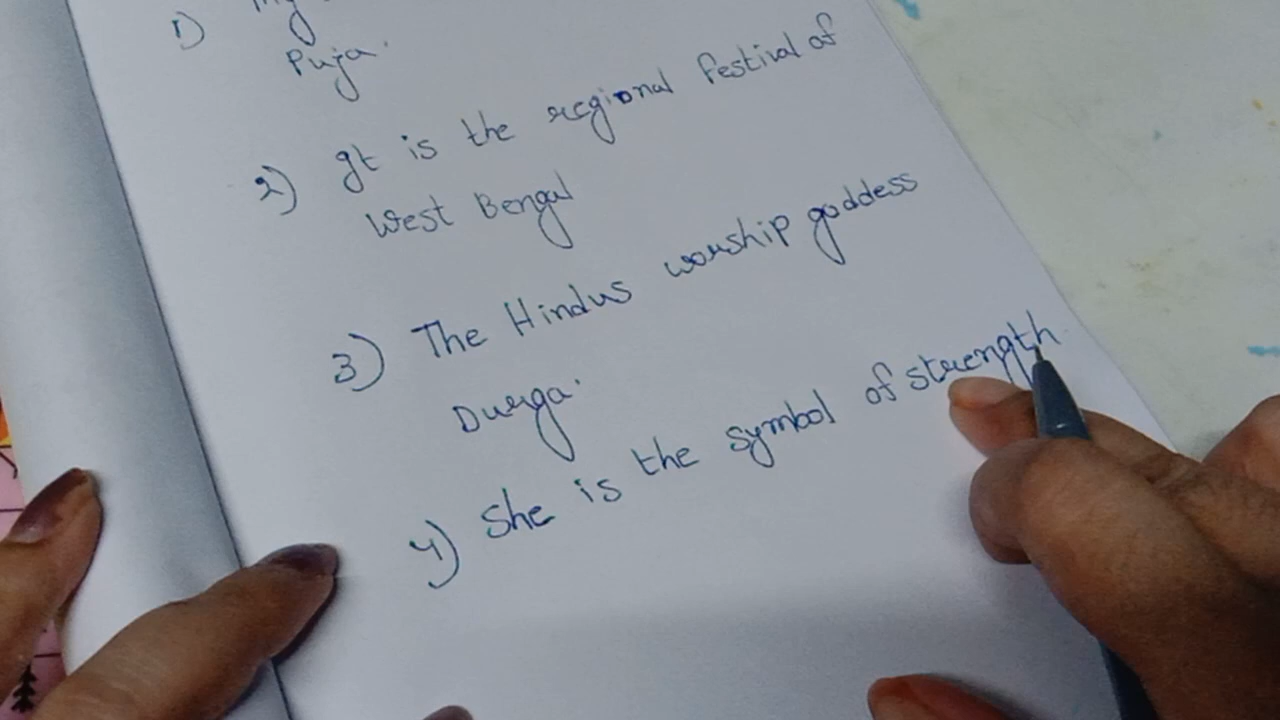 1)
Puja.
2) It is the regional festival of
West Bengal
3) The Hindus worship goddess
Durga.
4) She is the symbol of strength